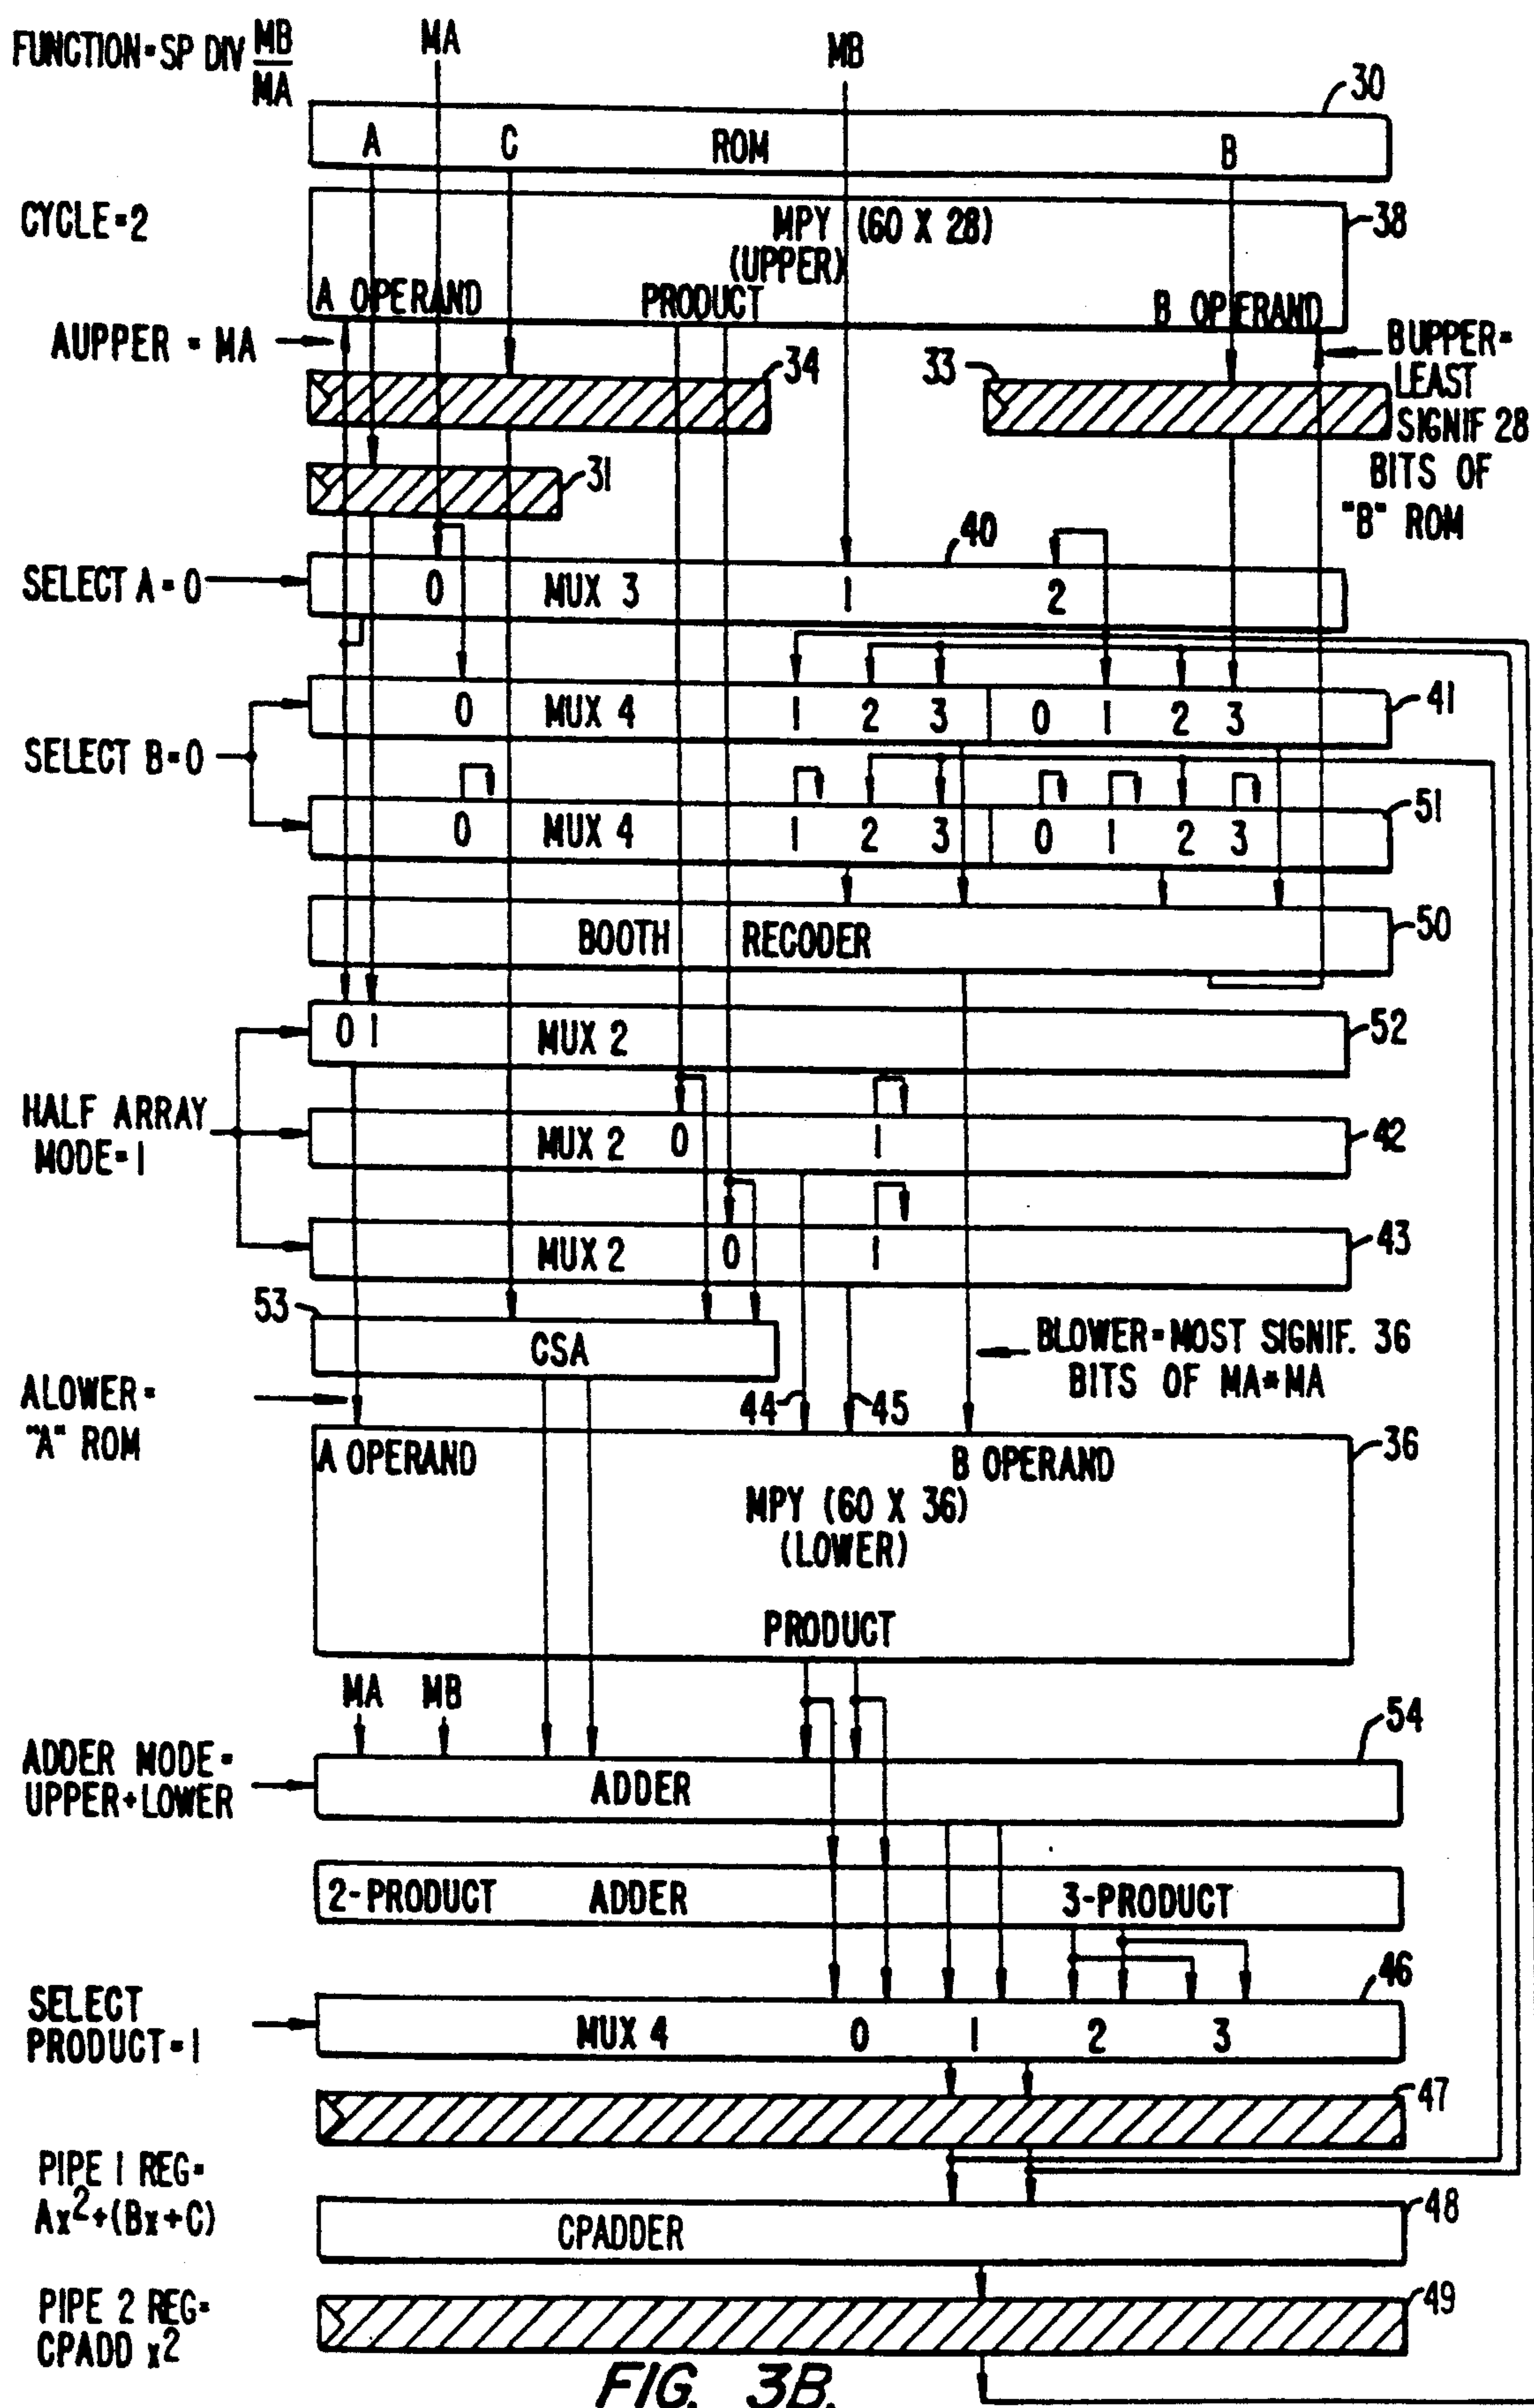 FUNCTION=SP DIV MB
MA
MA
MB
30
A C ROM B
CYCLE=2
MPY (60 X 28)
(UPPER)
38
A OPERAND PRODUCT B OPERAND
AUPPER = MA
BUPPER=
LEAST
SIGNIF 28
BITS OF
"B" ROM
34
33
31
40
SELECT A=0
0 MUX 3 1 2
0 MUX 4 1 2 3 0 1 2 3
41
SELECT B=0
0 MUX 4 1 2 3 0 1 2 3
51
BOOTH RECODER
50
0 1 MUX 2
52
HALF ARRAY
MODE=1
MUX 2 0 1
42
MUX 2 0 1
43
53
CSA
BLOWER=MOST SIGNIF. 36
BITS OF MA*MA
ALOWER=
"A" ROM
44
45
A OPERAND B OPERAND
36
MPY (60 X 36)
(LOWER)
PRODUCT
MA MB
54
ADDER MODE=
UPPER+LOWER
ADDER
2-PRODUCT ADDER 3-PRODUCT
46
SELECT
PRODUCT=1
MUX 4 0 1 2 3
47
PIPE 1 REG=
Ax²+(Bx+C)
48
CPADDER
PIPE 2 REG=
CPADD x²
49
FIG. 3B.